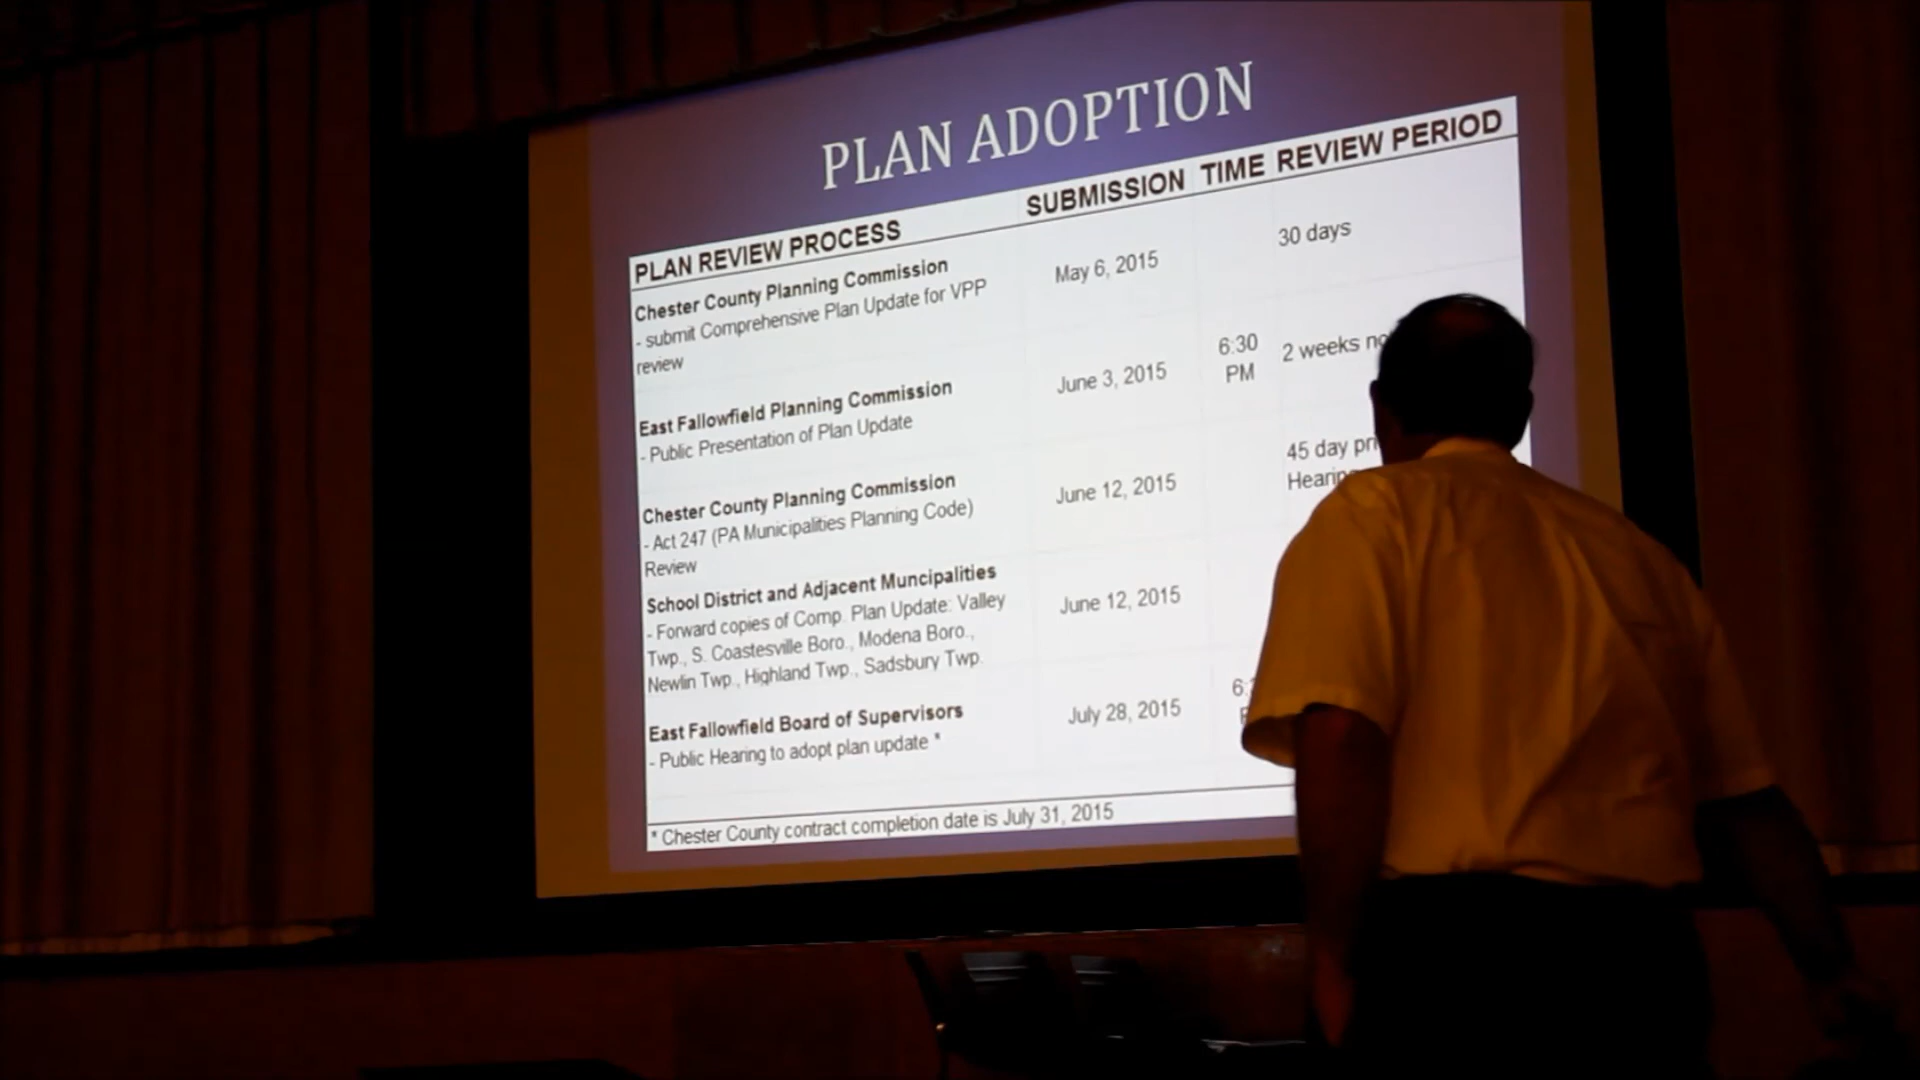 PLAN ADOPTION
PLAN REVIEW PROCESS SUBMISSION TIME REVIEW PERIOD
Chester County Planning Commission
- submit Comprehensive Plan Update for VPP
review
May 6, 2015
30 days
East Fallowfield Planning Commission
- Public Presentation of Plan Update
June 3, 2015
6:30
PM
2 weeks
Chester County Planning Commission
- Act 247 (PA Municipalities Planning Code)
Review
June 12, 2015
45 day
School District and Adjacent Muncipalities
- Forward copies of Comp. Plan Update: Valley
Twp., S. Coastesville Boro., Modena Boro.,
Newlin Twp., Highland Twp., Sadsbury Twp.
June 12, 2015
East Fallowfield Board of Supervisors
- Public Hearing to adopt plan update *
July 28, 2015
* Chester County contract completion date is July 31, 2015